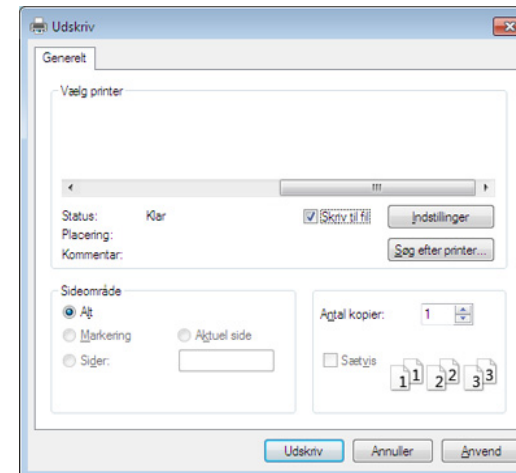 Udskriv
Generelt
Vælg printer
Status: Klar
Skriv til fil
Indstillinger
Placering:
Kommentar:
Søg efter printer...
Sideområde
Alt
Markering
Aktuel side
Sider:
Antal kopier: 1
Sætvis
1 1 2 2 3 3
Udskriv
Annuller
Anvend